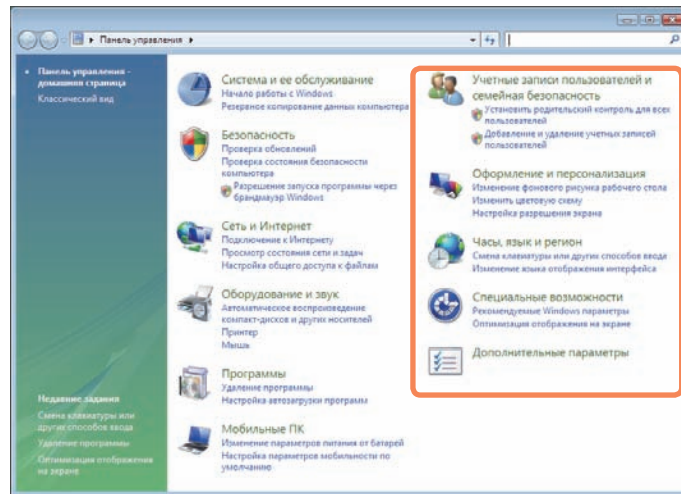 Панель управления
Панель управления -
домашняя страница
Классический вид
Недавние задания
Смена клавиатуры или
других способов ввода
Удаление программы
Оптимизация отображения
на экране
Система и ее обслуживание
Начало работы с Windows
Резервное копирование данных компьютера
Безопасность
Проверка обновлений
Проверка состояния безопасности
компьютера
Разрешение запуска программы через
брандмауэр Windows
Сеть и Интернет
Подключение к Интернету
Просмотр состояния сети и задач
Настройка общего доступа к файлам
Оборудование и звук
Автоматическое воспроизведение
компакт-дисков и других носителей
Принтер
Мышь
Программы
Удаление программы
Настройка автозагрузки программ
Мобильные ПК
Изменение параметров питания от батарей
Настройка параметров мобильности по
умолчанию
Учетные записи пользователей и
семейная безопасность
Установить родительский контроль для всех
пользователей
Добавление и удаление учетных записей
пользователей
Оформление и персонализация
Изменение фонового рисунка рабочего стола
Изменить цветовую схему
Настройка разрешения экрана
Часы, язык и регион
Смена клавиатуры или других способов ввода
Изменение языка отображения интерфейса
Специальные возможности
Рекомендуемые Windows параметры
Оптимизация отображения на экране
Дополнительные параметры